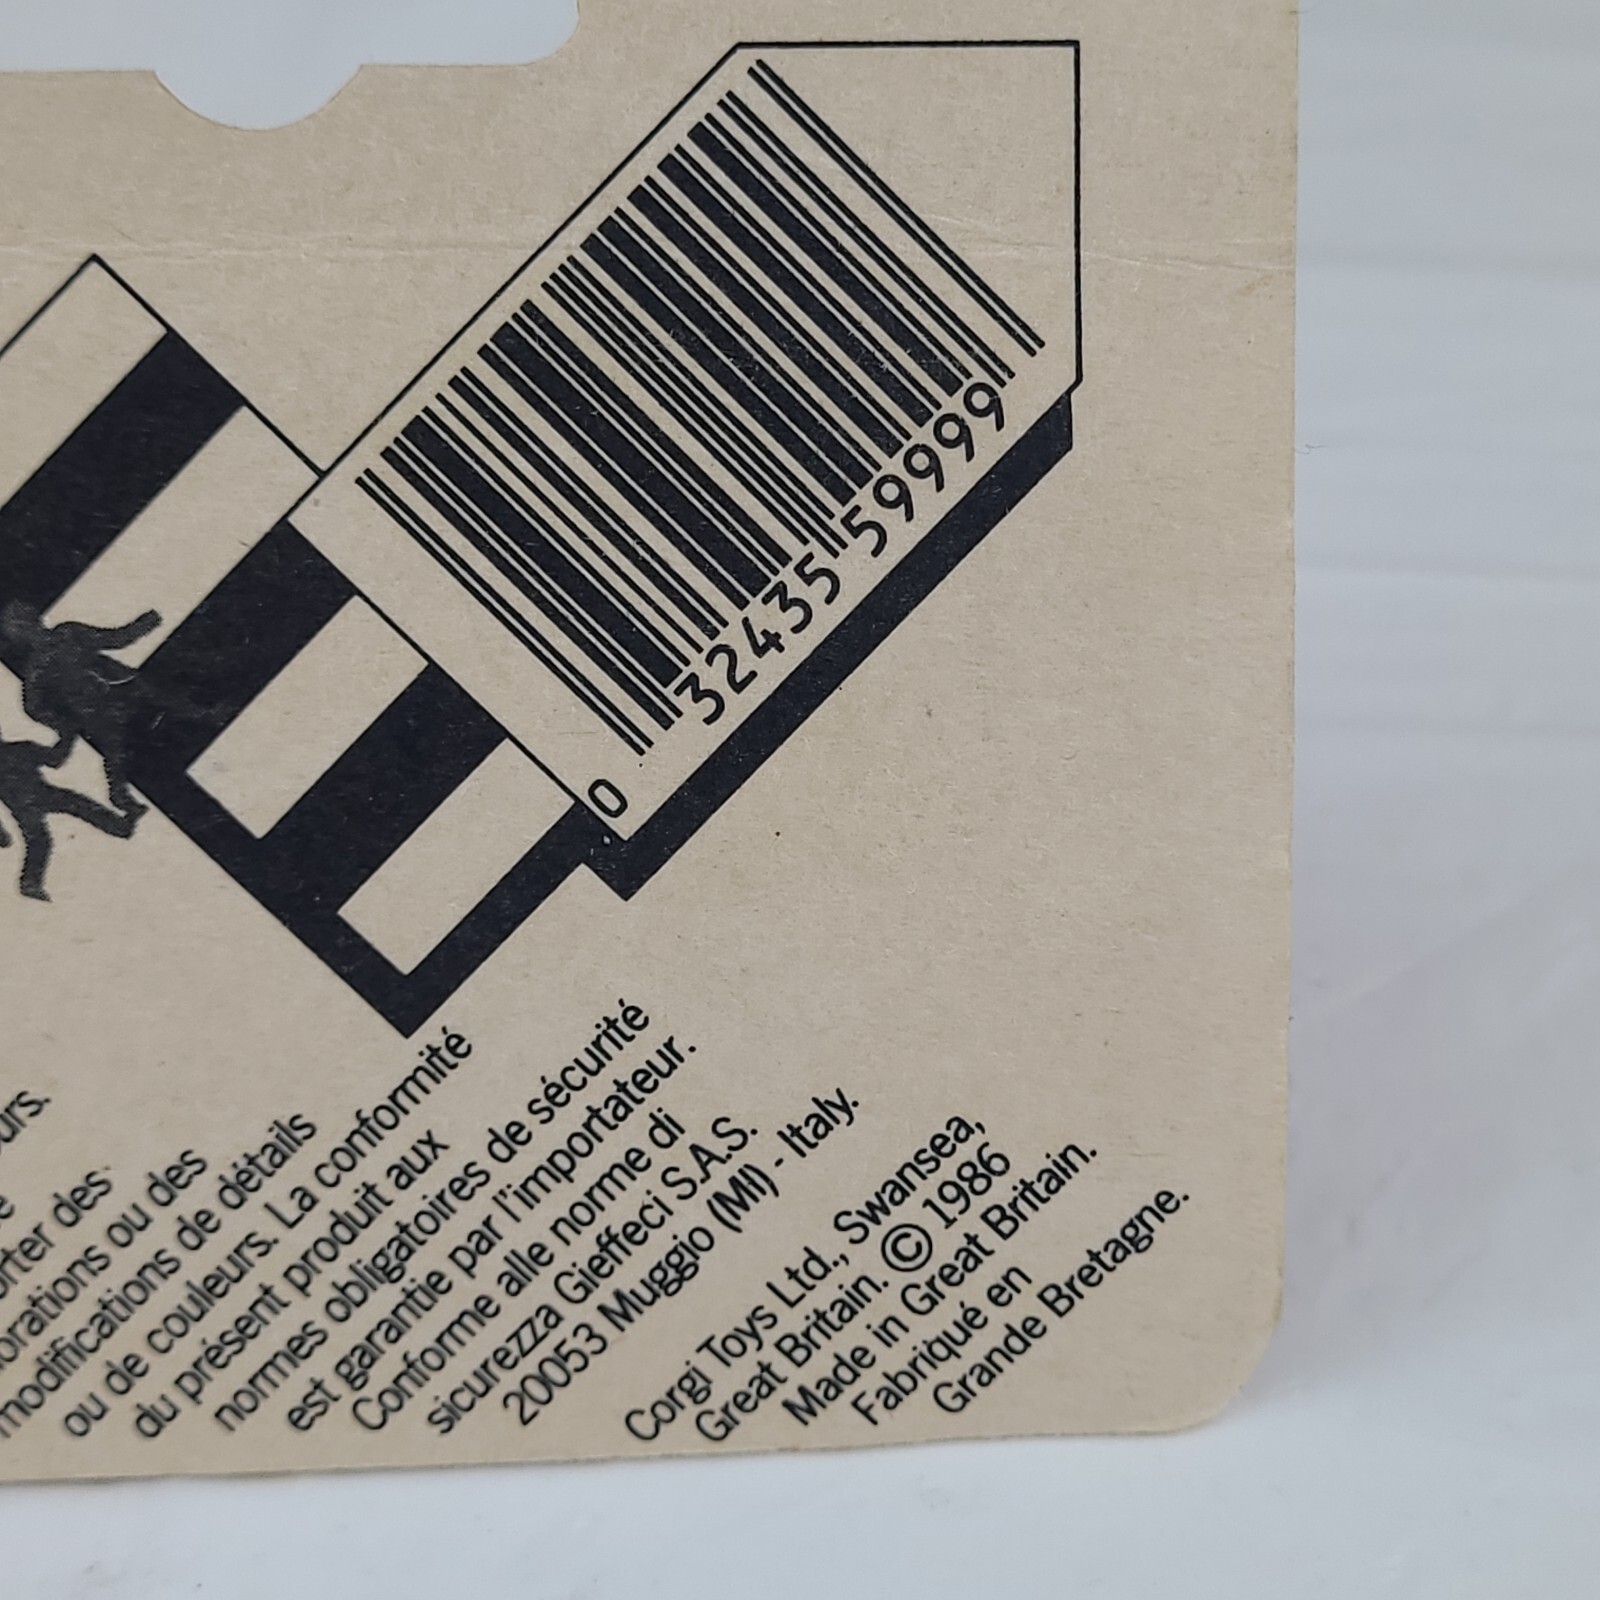 0 32435 59999
urs.
orter des
orations ou des
modifications de détails
ou de couleurs. La conformité
du présent produit aux
normes obligatoires de sécurité
est garantie par l'importateur.
Conforme alle norme di
sicurezza Gieffeci S.A.S.
20053 Muggio (MI) - Italy.
Corgi Toys Ltd., Swansea,
Great Britain. © 1986
Made in Great Britain.
Fabriqué en
Grande Bretagne.